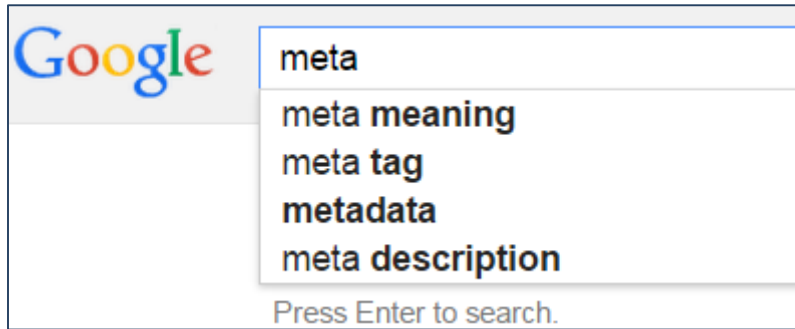 Google
meta
meta meaning
meta tag
metadata
meta description
Press Enter to search.